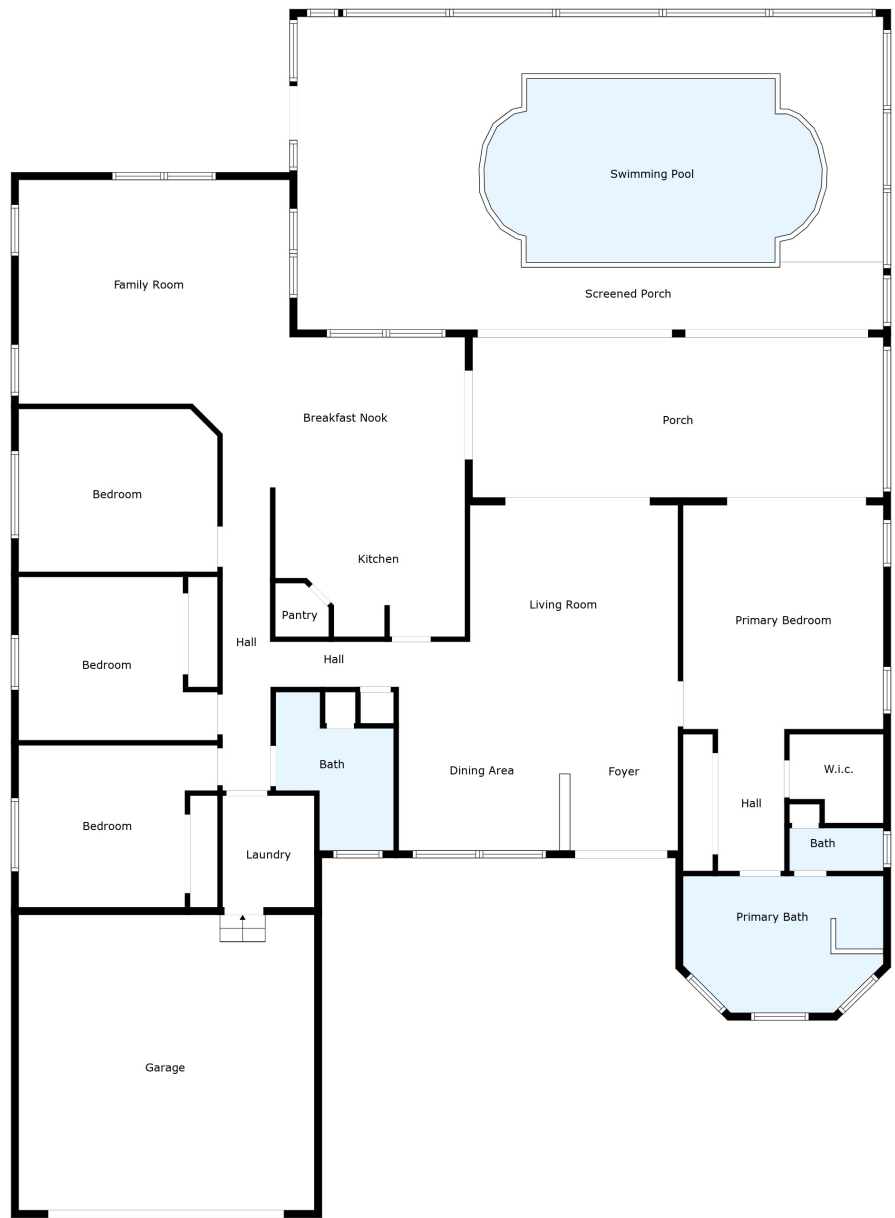 Swimming Pool
Family Room
Screened Porch
Breakfast Nook
Porch
Bedroom
Kitchen
Living Room
Pantry
Primary Bedroom
Hall
Hall
Bedroom
Bath
Dining Area
Foyer
W.i.c.
Hall
Bedroom
Bath
Laundry
Primary Bath
Garage